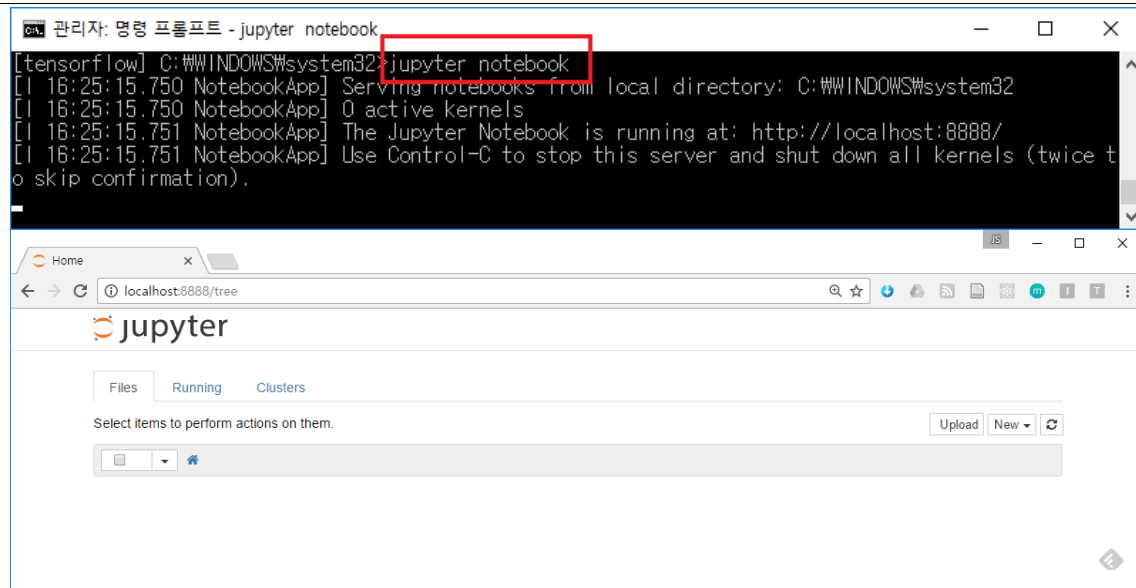 관리자: 명령 프롬프트 - jupyter notebook
[tensorflow] C:₩WINDOWS₩system32>jupyter notebook
[I 16:25:15.750 NotebookApp] Serving notebooks from local directory: C:₩WINDOWS₩system32
[I 16:25:15.750 NotebookApp] 0 active kernels
[I 16:25:15.751 NotebookApp] The Jupyter Notebook is running at: http://localhost:8888/
[I 16:25:15.751 NotebookApp] Use Control-C to stop this server and shut down all kernels (twice t
o skip confirmation).
JS
Home
localhost:8888/tree
m I T
jupyter
Files Running Clusters
Select items to perform actions on them.
Upload New